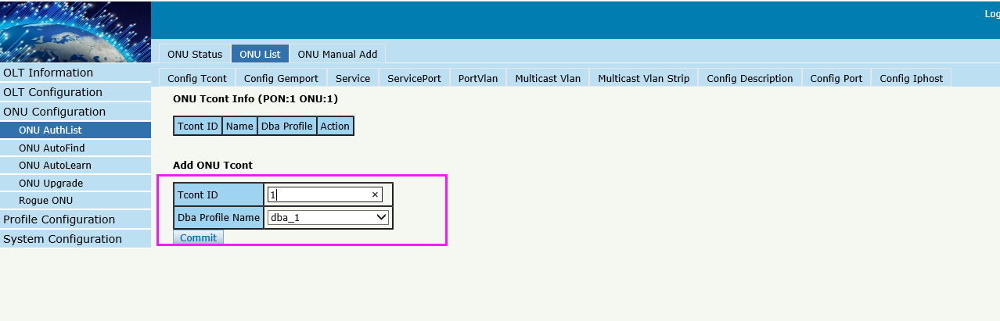 Log
ONU Status ONU List ONU Manual Add
OLT Information
OLT Configuration
ONU Configuration
ONU AuthList
ONU AutoFind
ONU AutoLearn
ONU Upgrade
Rogue ONU
Profile Configuration
System Configuration
Config Tcont Config Gemport Service ServicePort PortVlan Multicast Vlan Multicast Vlan Strip Config Description Config Port Config Iphost
ONU Tcont Info (PON:1 ONU:1)
Tcont ID Name Dba Profile Action
Add ONU Tcont
Tcont ID 1 ×
Dba Profile Name dba_1
Commit